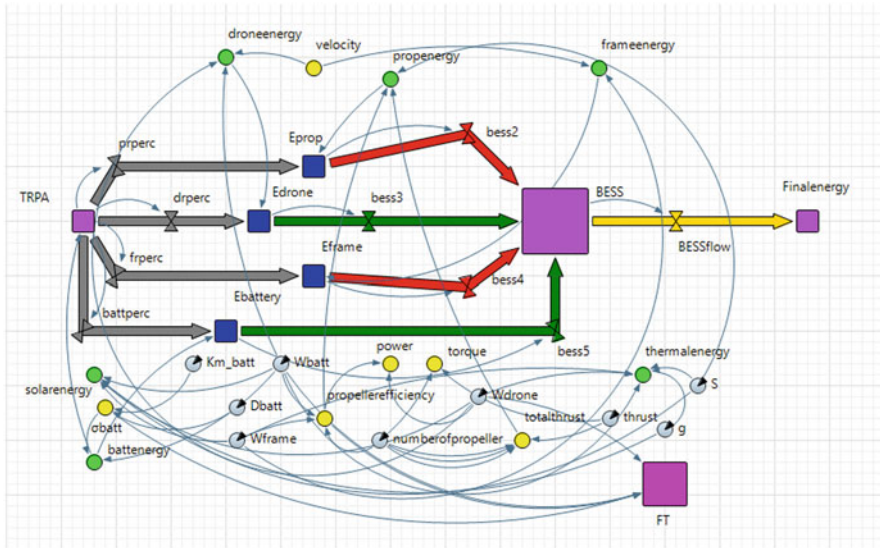 droneenergy
velocity
propenergy
frameenergy
prperc
Eprop
bess2
TRPA
drperc
Edrone
bess3
BESS
Finalenergy
frperc
Eframe
bess4
BESSflow
battperc
Ebattery
power
torque
bess5
thermalenergy
solarenergy
Km_batt
Wbatt
propellerefficiency
Wdrone
S
σbatt
Dbatt
totalthrust
thrust
battenergy
Wframe
numberofpropeller
g
FT